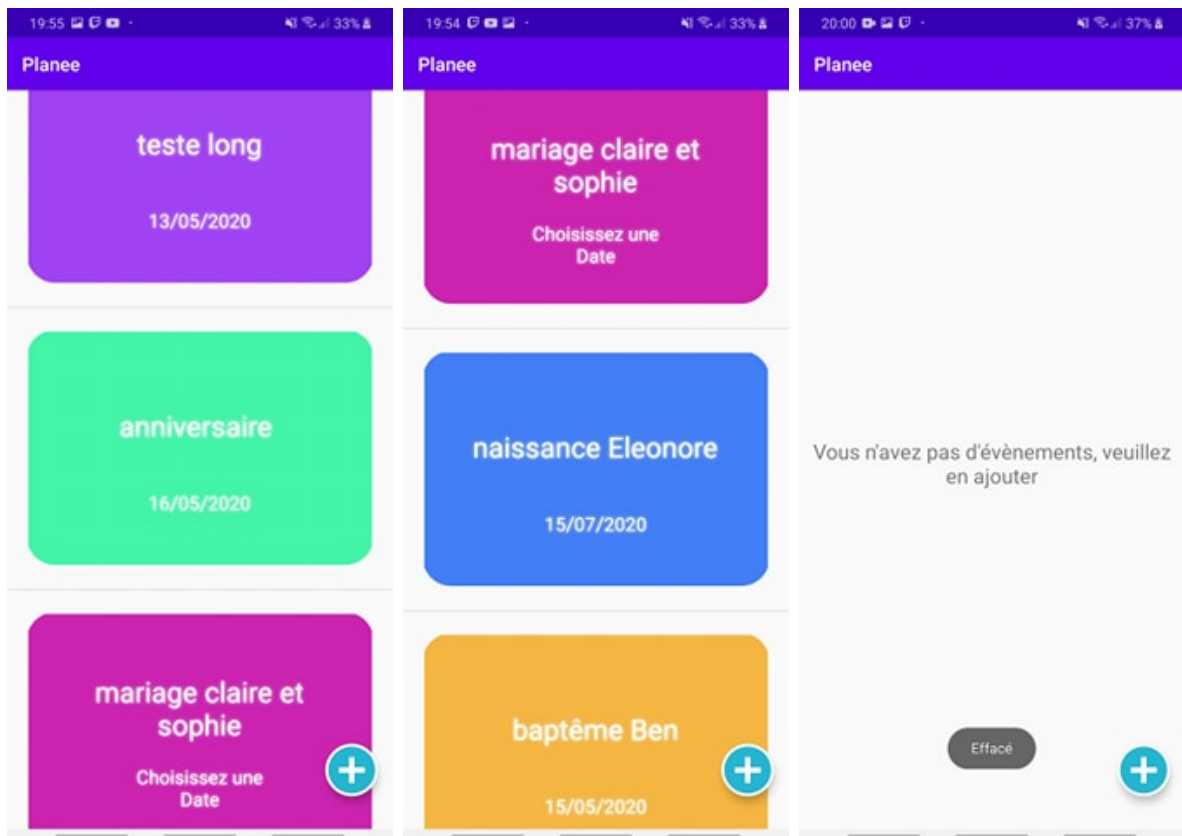 19:55
33%
Planee
teste long
13/05/2020
anniversaire
16/05/2020
mariage claire et
sophie
Choisissez une
Date
19:54
33%
Planee
mariage claire et
sophie
Choisissez une
Date
naissance Eleonore
15/07/2020
baptême Ben
15/05/2020
20:00
37%
Planee
Vous n'avez pas d'évènements, veuillez
en ajouter
Effacé